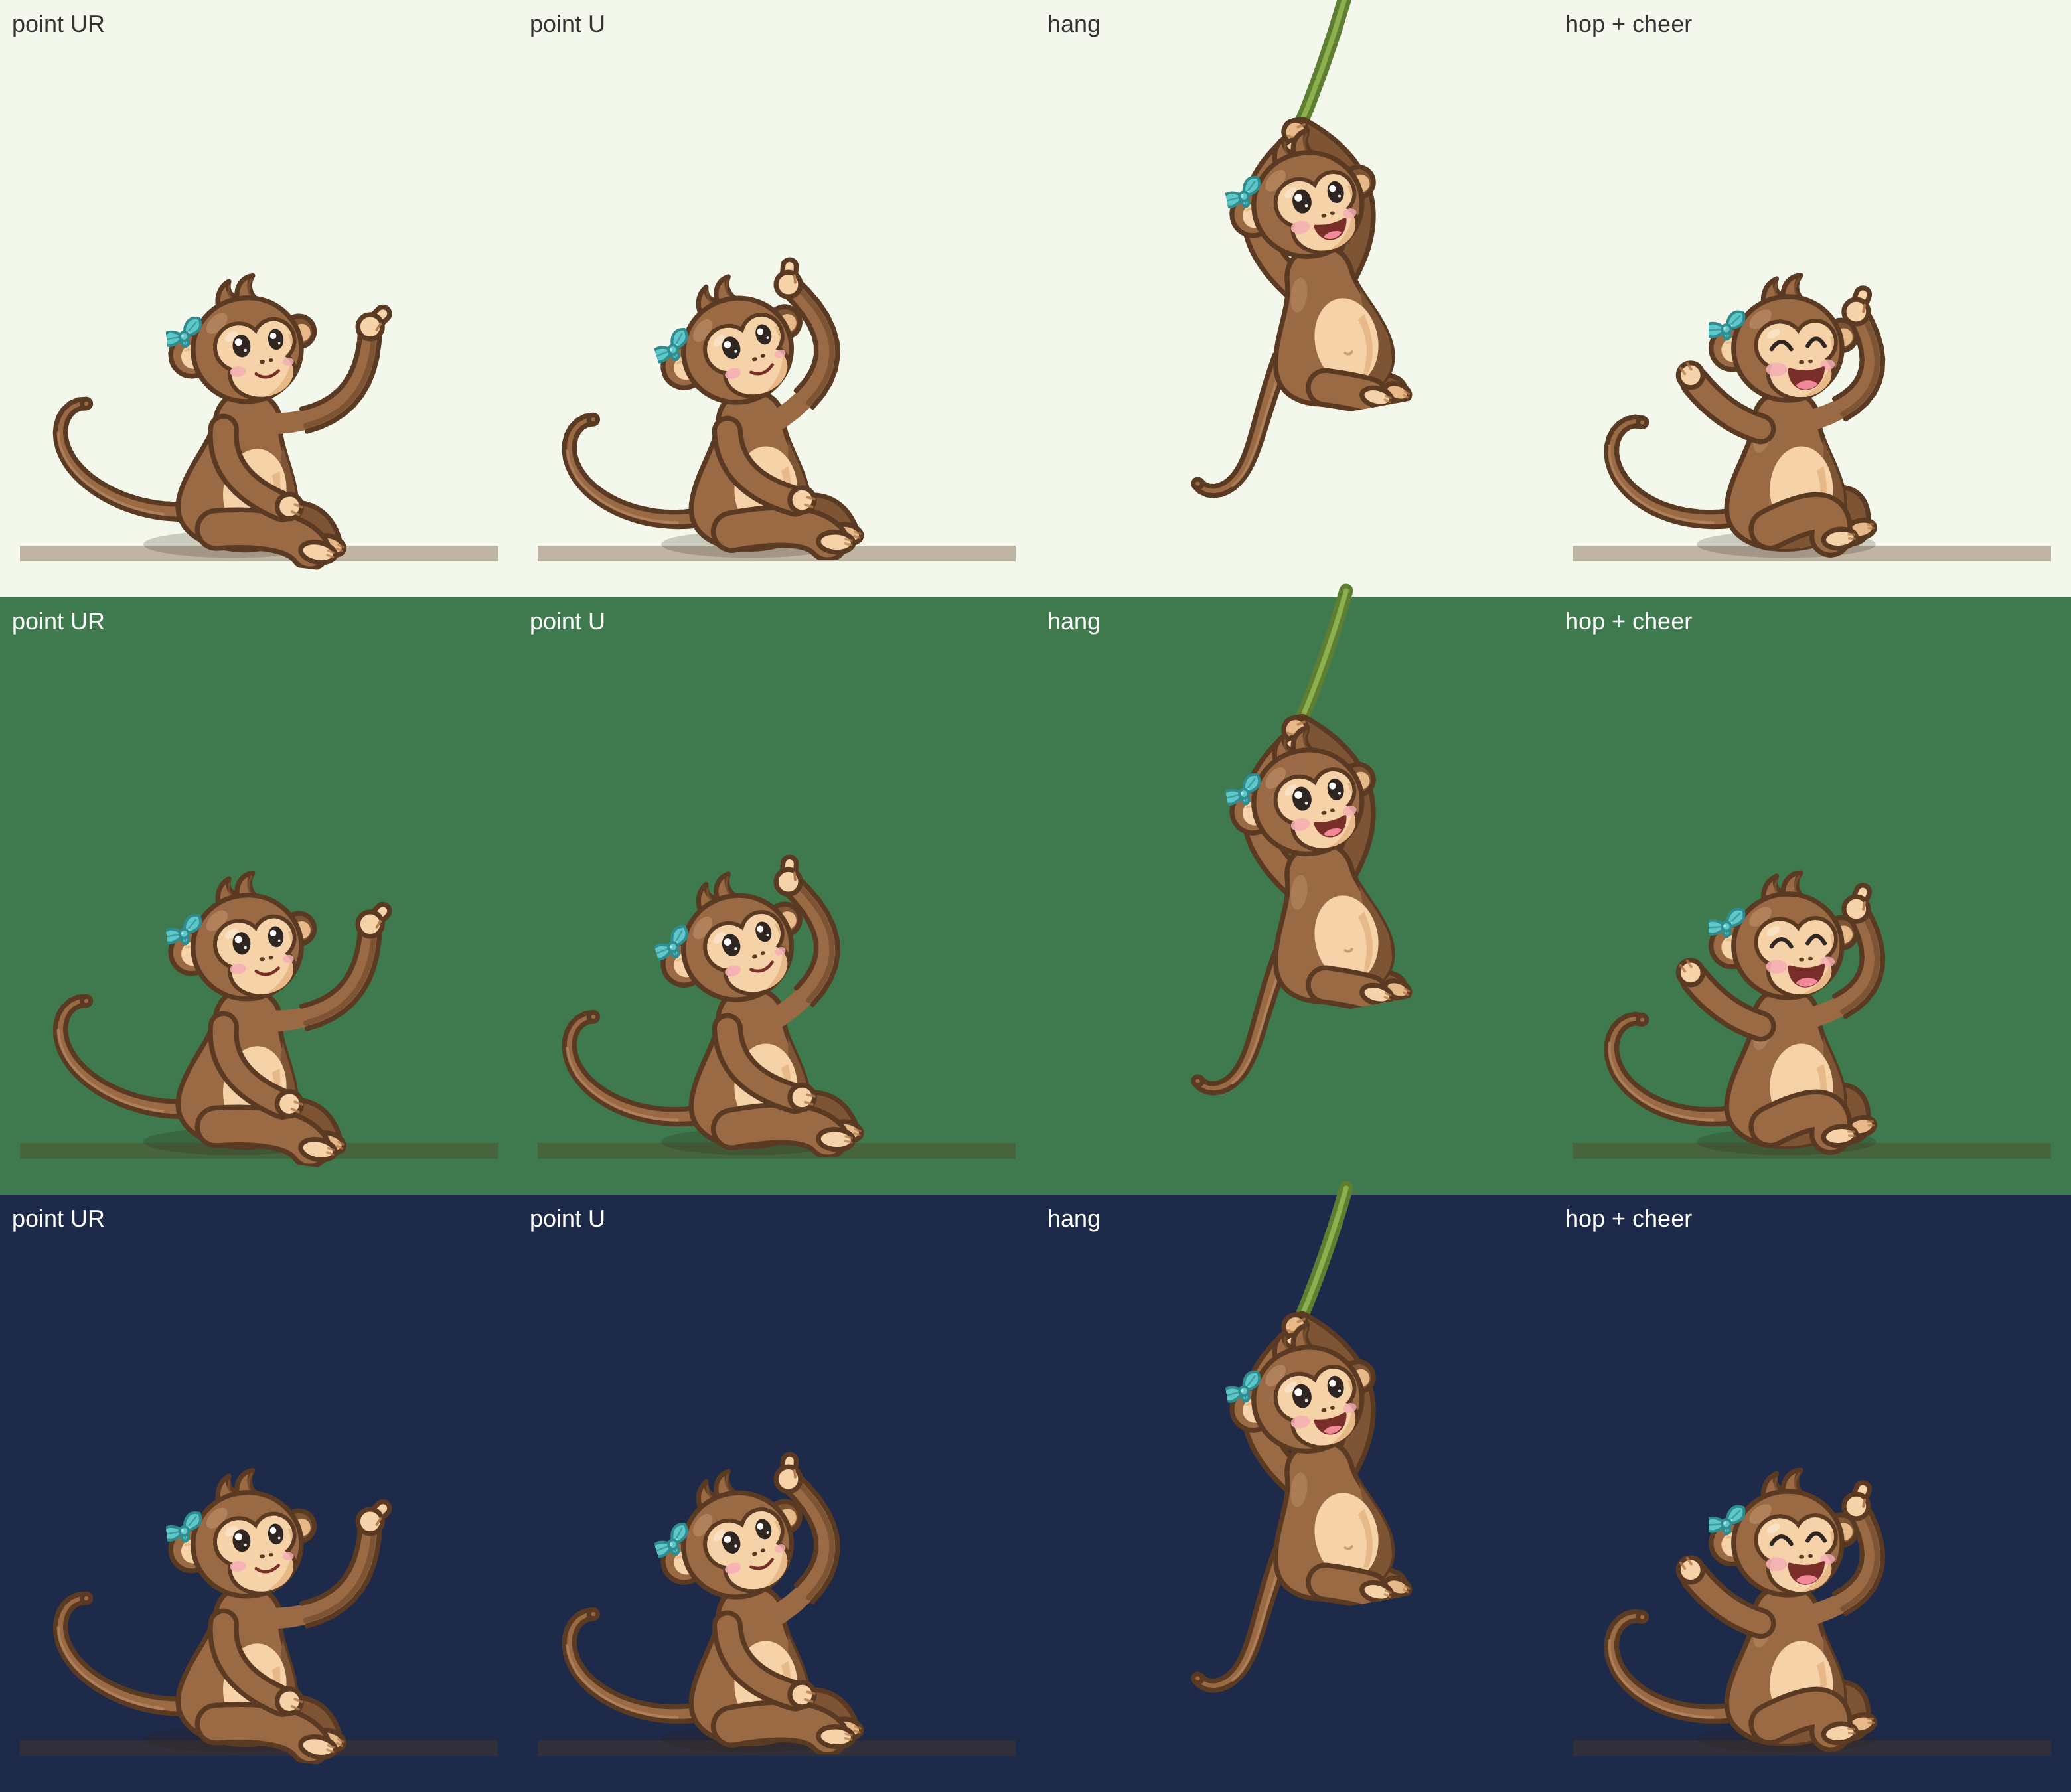 point UR
point U
hang
hop + cheer
point UR
point U
hang
hop + cheer
point UR
point U
hang
hop + cheer